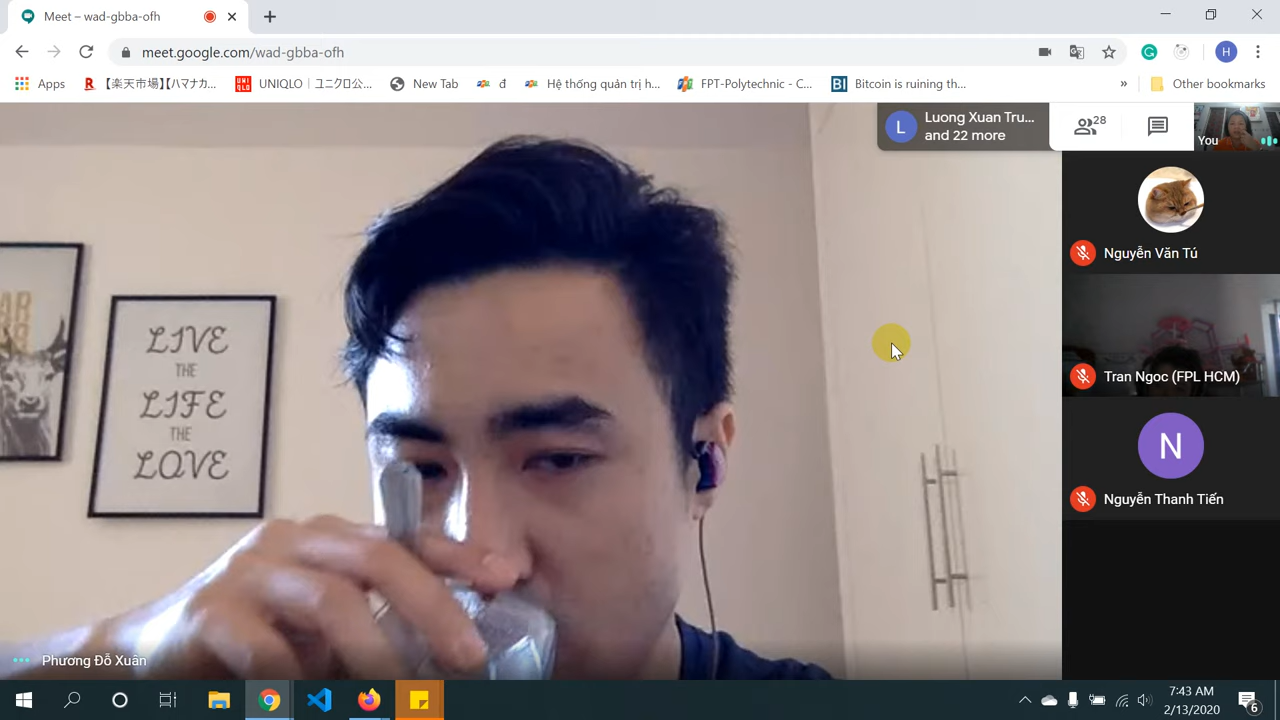 Meet – wad-gbba-ofh
meet.google.com/wad-gbba-ofh
H
Apps
【楽天市場】【ハマナカ...
UNIQLO｜ユニクロ公...
New Tab
đ
Hệ thống quản trị h...
FPT-Polytechnic - C...
BI
Bitcoin is ruining th...
»
Other bookmarks
L
Luong Xuan Tru...
and 22 more
28
You
Nguyễn Văn Tú
Tran Ngoc (FPL HCM)
N
Nguyễn Thanh Tiến
LIVE
THE
LIFE
THE
LOVE
Phương Đỗ Xuân
7:43 AM
2/13/2020
6